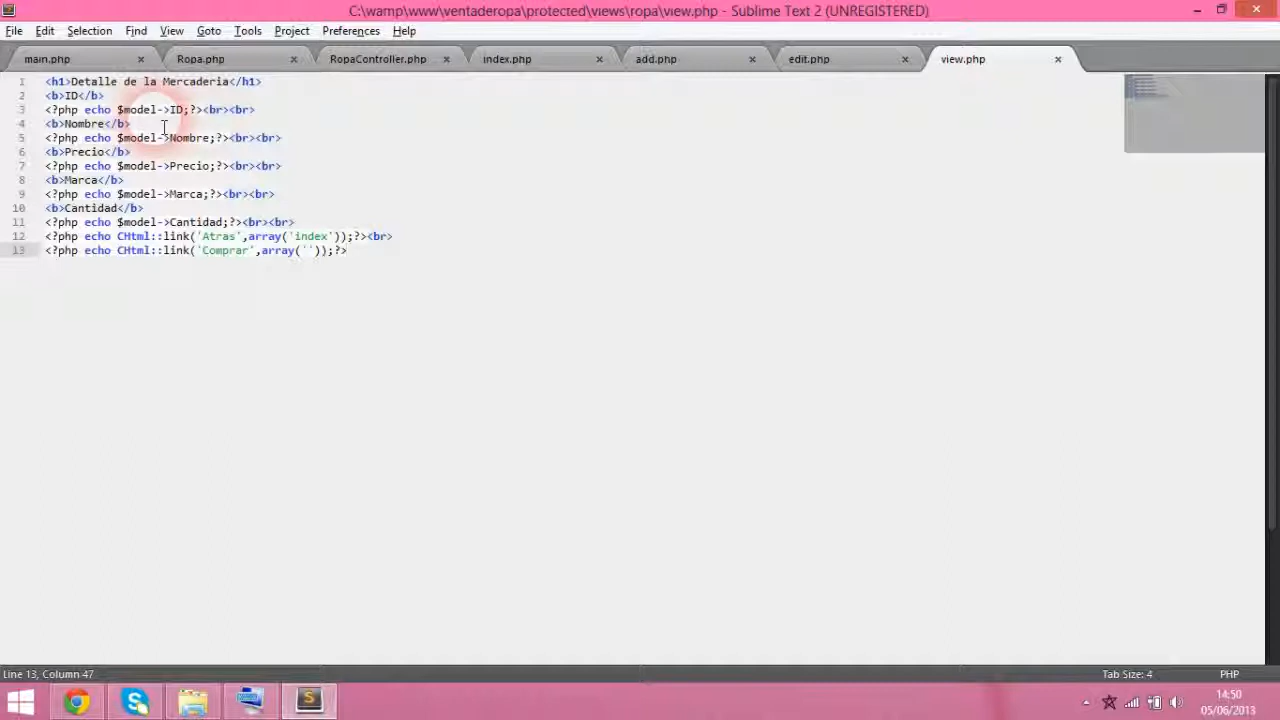 C:\wamp\www\ventaderopa\protected\views\ropa\view.php - Sublime Text 2 (UNREGISTERED)
File Edit Selection Find View Goto Tools Project Preferences Help
main.php Ropa.php RopaController.php index.php add.php edit.php view.php
1 <h1>Detalle de la Mercaderia</h1>
2 <b>ID</b>
3 <?php echo $model->ID;?><br><br>
4 <b>Nombre</b>
5 <?php echo $model->Nombre;?><br><br>
6 <b>Precio</b>
7 <?php echo $model->Precio;?><br><br>
8 <b>Marca</b>
9 <?php echo $model->Marca;?><br><br>
10 <b>Cantidad</b>
11 <?php echo $model->Cantidad;?><br><br>
12 <?php echo CHtml::link('Atras',array('index'));?><br>
13 <?php echo CHtml::link('Comprar',array(''));?>
Line 13, Column 47 Tab Size: 4 PHP
14:50
05/06/2013